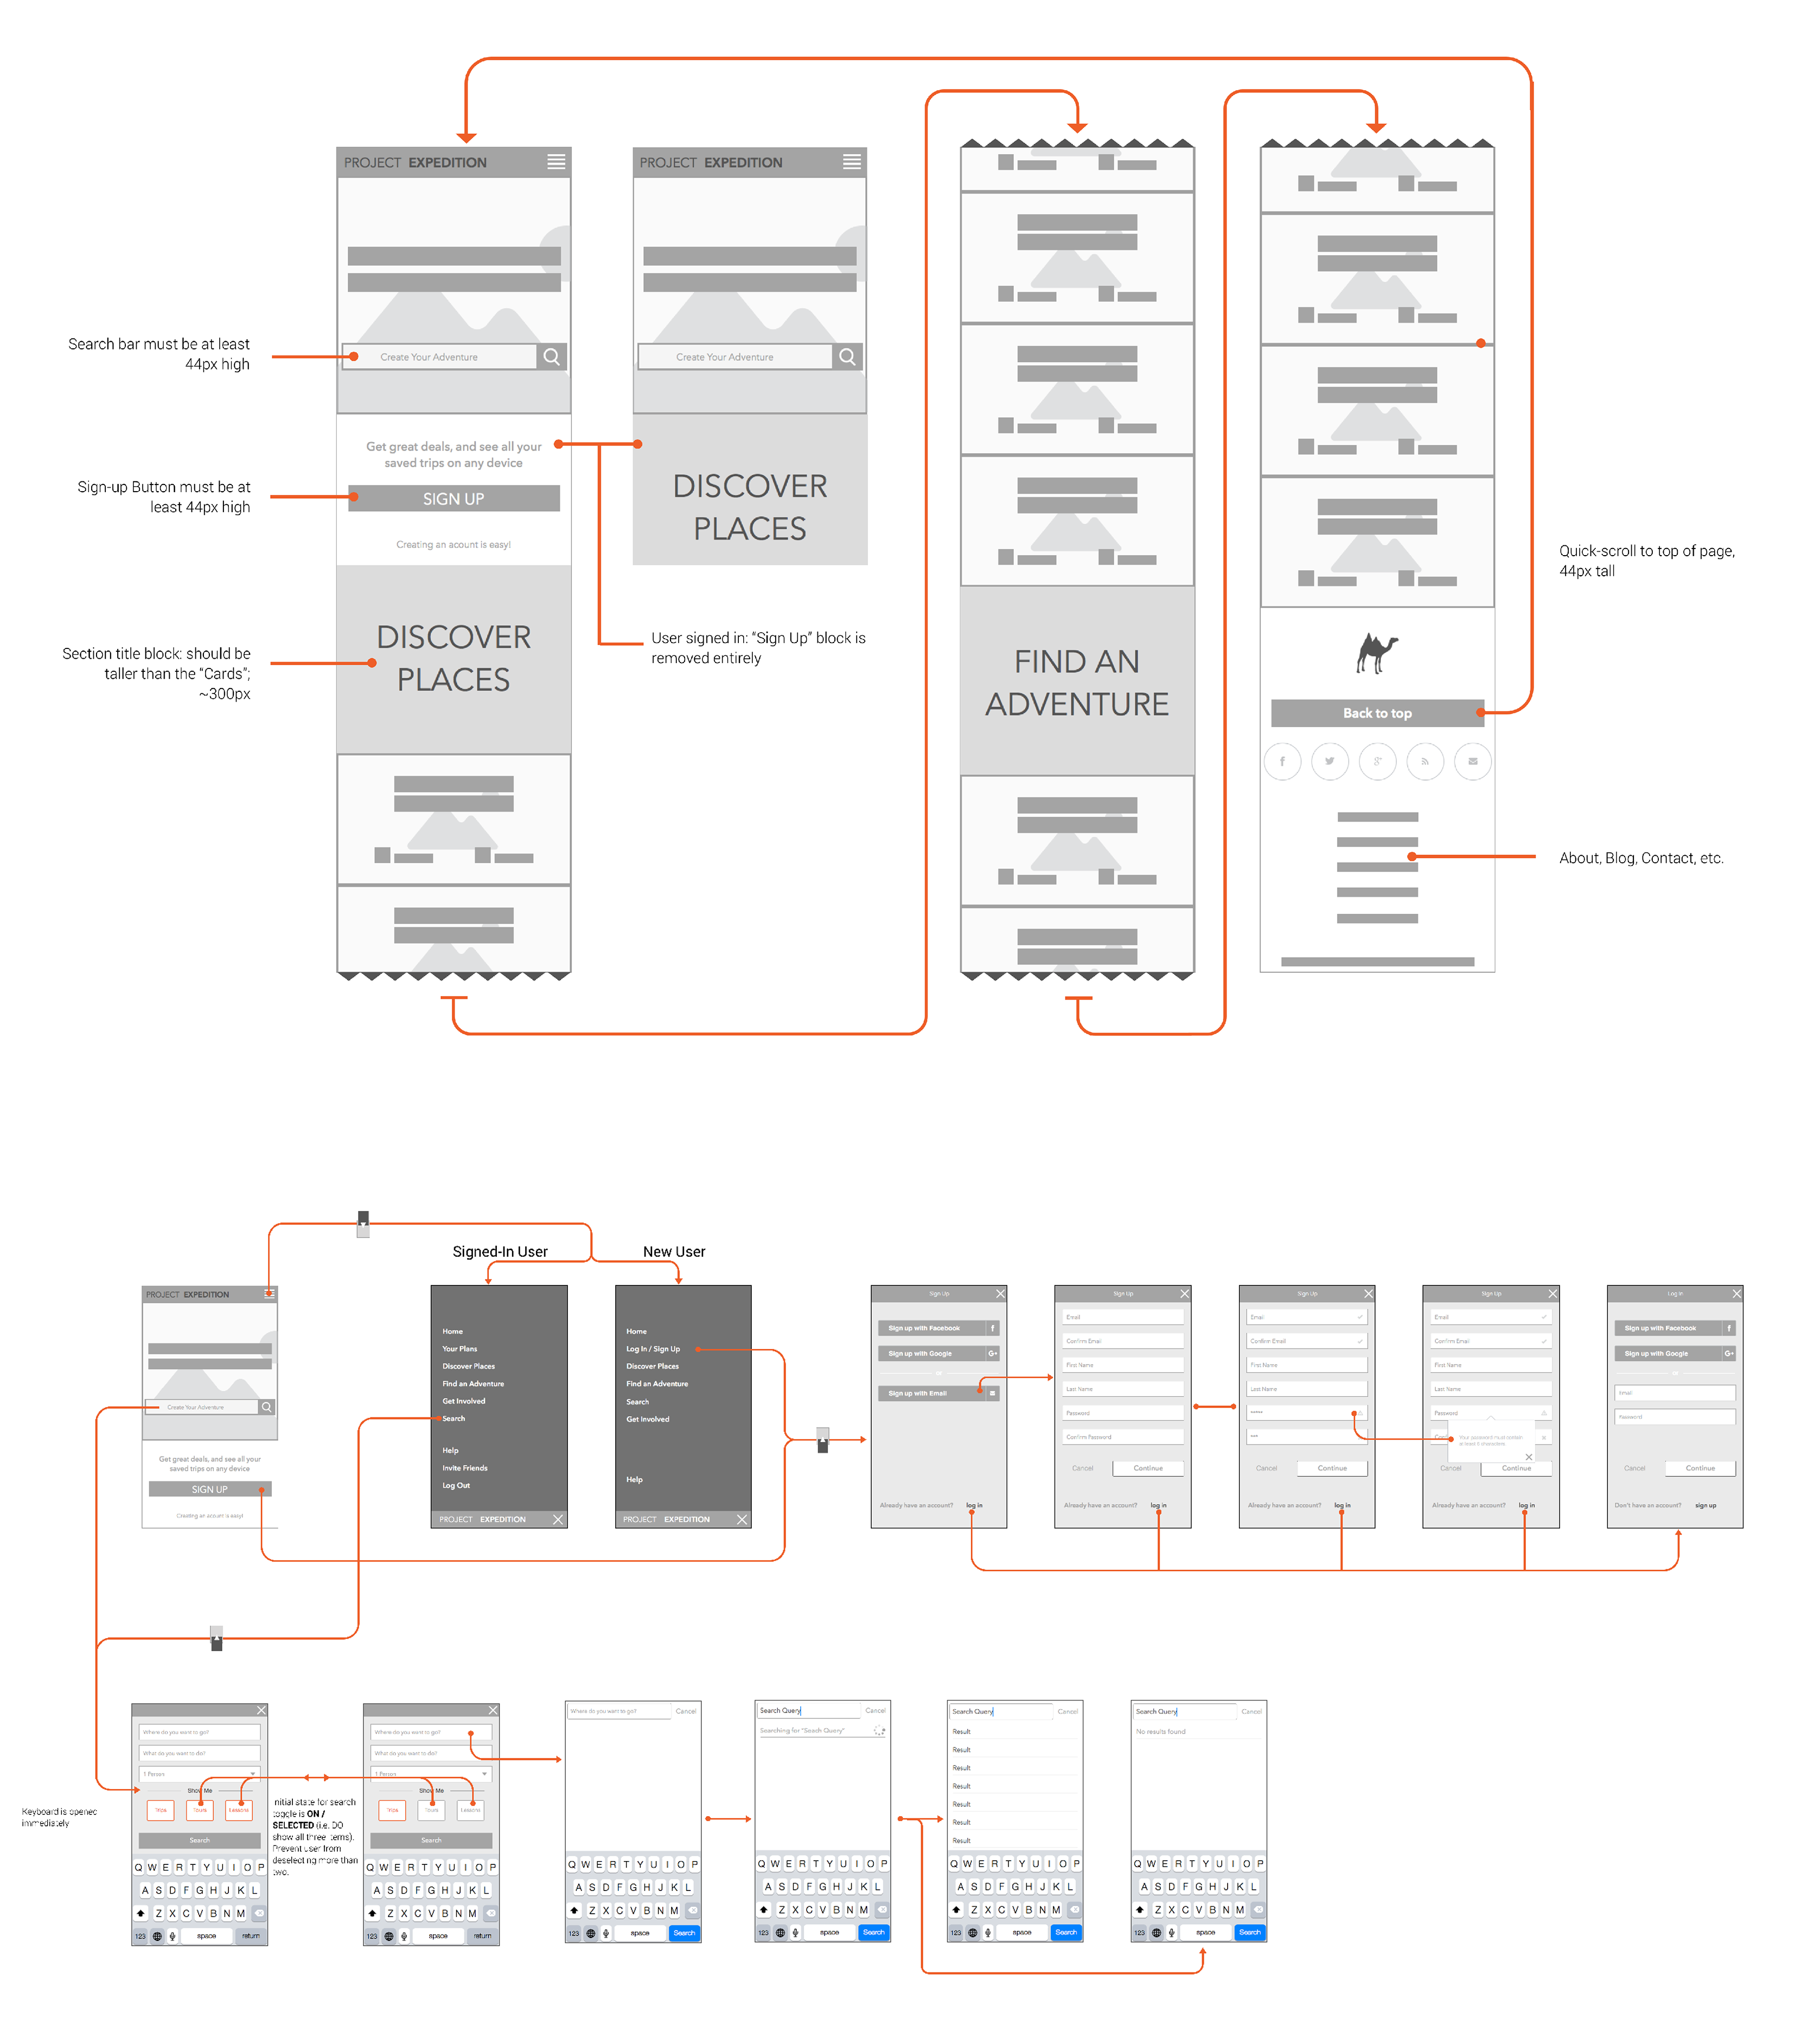 PROJECT EXPEDITION
PROJECT EXPEDITION
Search bar must be at least
44px high
Create Your Adventure
Create Your Adventure
Get great deals, and see all your
saved trips on any device
Sign-up Button must be at
least 44px high
SIGN UP
Creating an acount is easy!
DISCOVER
PLACES
Quick-scroll to top of page,
44px tall
Section title block: should be
taller than the “Cards”;
~300px
DISCOVER
PLACES
User signed in: “Sign Up” block is
removed entirely
FIND AN
ADVENTURE
Back to top
About, Blog, Contact, etc.
Signed-In User
New User
PROJECT EXPEDITION
Create Your Adventure
Get great deals, and see all your
saved trips on any device
SIGN UP
Creating an acount is easy!
Home
Your Plans
Discover Places
Find an Adventure
Get Involved
Search
Help
Invite Friends
Log Out
PROJECT EXPEDITION
Home
Log In / Sign Up
Discover Places
Find an Adventure
Search
Get Involved
Help
PROJECT EXPEDITION
Sign Up
Sign up with Facebook
Sign up with Google
Sign up with Email
Already have an account? log in
Sign Up
Email
Confirm Email
First Name
Last Name
Password
Confirm Password
Cancel
Continue
Already have an account? log in
Sign Up
Email
Confirm Email
First Name
Last Name
Cancel
Continue
Already have an account? log in
Sign Up
Email
Confirm Email
First Name
Last Name
Password
Your password must contain
at least 8 characters.
Cancel
Continue
Already have an account? log in
Log In
Sign up with Facebook
Sign up with Google
Email
Password
Cancel
Continue
Don't have an account? sign up
Keyboard is opened
immediately
Where do you want to go?
What do you want to do?
1 Person
Show Me
Trips
Tours
Lessons
Search
Q W E R T Y U I O P
A S D F G H J K L
Z X C V B N M
123
space
return
Initial state for search
toggle is ON /
SELECTED (i.e. DO
show all three items).
Prevent user from
deselecting more than
two.
Where do you want to go?
What do you want to do?
1 Person
Show Me
Trips
Tours
Lessons
Search
Q W E R T Y U I O P
A S D F G H J K L
Z X C V B N M
123
space
return
Where do you want to go?
Cancel
Q W E R T Y U I O P
A S D F G H J K L
Z X C V B N M
123
space
Search
Search Query
Cancel
Searching for “Seach Query”
Q W E R T Y U I O P
A S D F G H J K L
Z X C V B N M
123
space
Search
Search Query
Cancel
Result
Result
Result
Result
Result
Result
Result
Q W E R T Y U I O P
A S D F G H J K L
Z X C V B N M
123
space
Search
Search Query
Cancel
No results found
Q W E R T Y U I O P
A S D F G H J K L
Z X C V B N M
123
space
Search